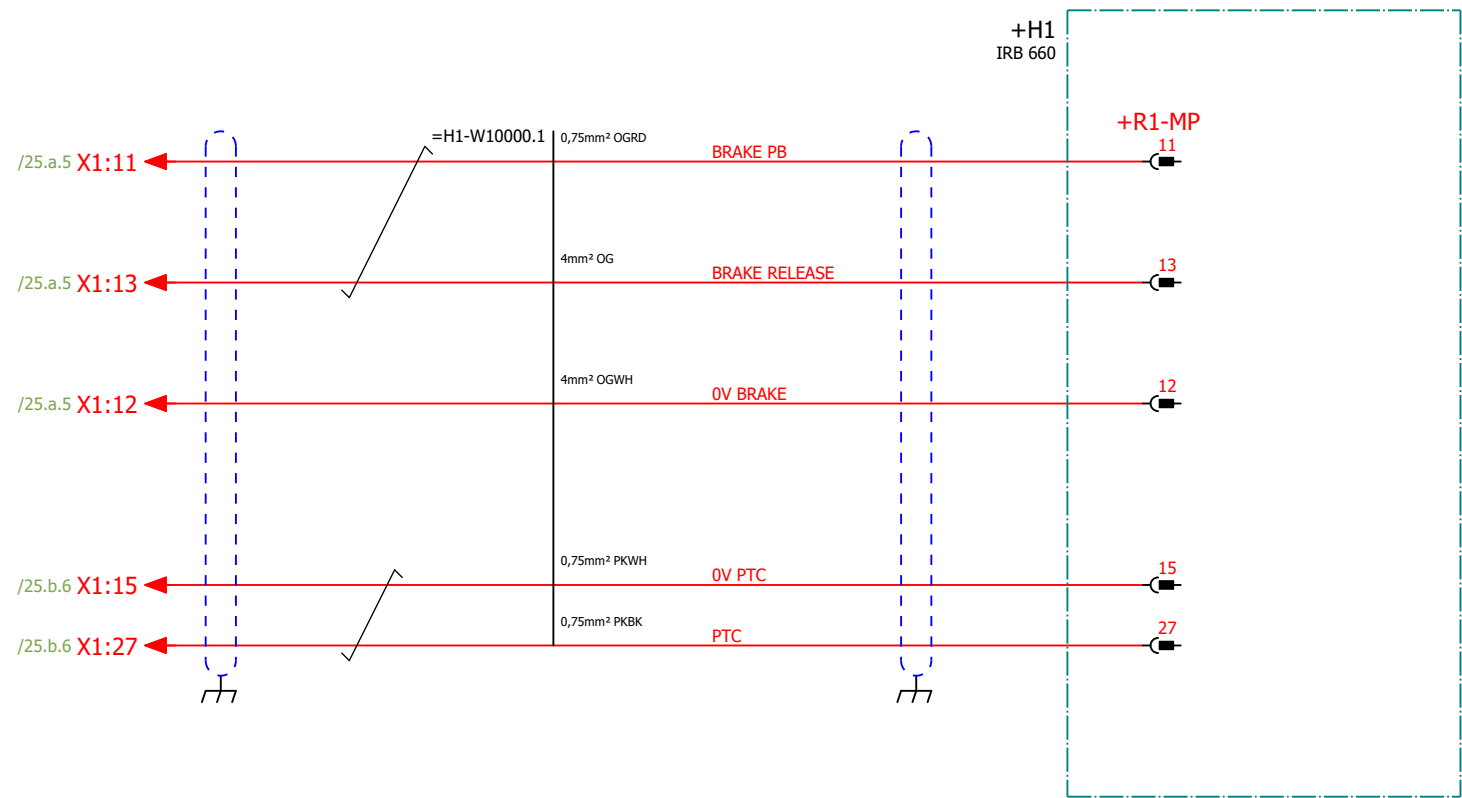 +H1
IRB 660
+R1-MP
=H1-W10000.1
0,75mm² OGRD
/25.a.5 X1:11
BRAKE PB
11
4mm² OG
/25.a.5 X1:13
BRAKE RELEASE
13
4mm² OGWH
/25.a.5 X1:12
0V BRAKE
12
0,75mm² PKWH
/25.b.6 X1:15
0V PTC
15
0,75mm² PKBK
/25.b.6 X1:27
PTC
27